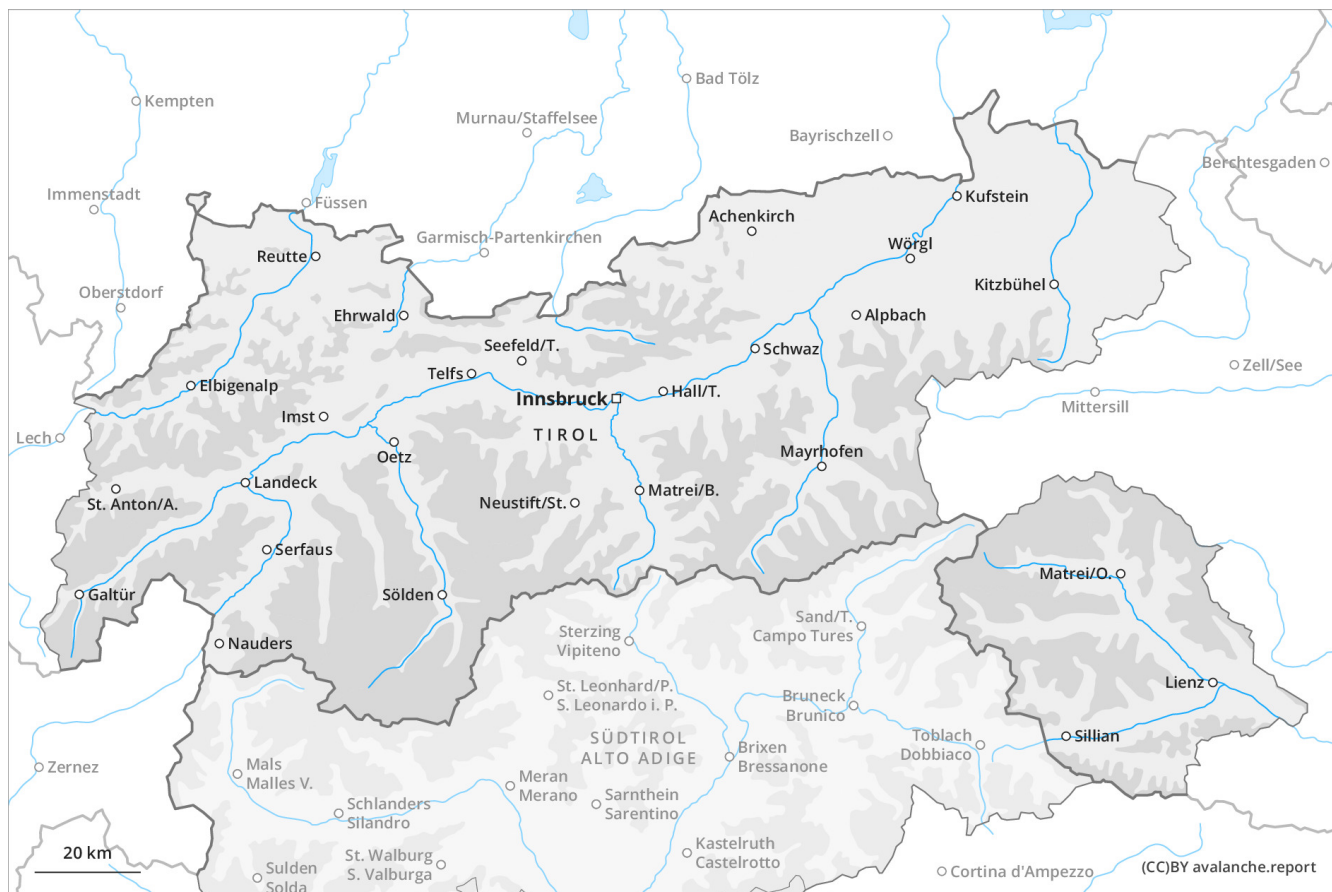 Bad Tölz
Kempten
Murnau/Staffelsee
Bayrischzell
Berchtesgaden
Immenstadt
Füssen
Kufstein
Achenkirch
Garmisch-Partenkirchen
Wörgl
Reutte
Kitzbühel
Oberstdorf
Ehrwald
Alpbach
Seefeld/T.
Schwaz
Zell/See
Telfs
Elbigenalp
Hall/T.
Innsbruck
Mittersill
Imst
TIROL
Lech
Oetz
Mayrhofen
Landeck
Matrei/B.
St. Anton/A.
Neustift/St.
Serfaus
Matrei/O.
Galtür
Sölden
Sand/T.
Campo Tures
Sterzing
Vipiteno
Nauders
Lienz
St. Leonhard/P.
S. Leonardo i. P.
Bruneck
Brunico
Toblach
Dobbiaco
Sillian
SÜDTIROL
ALTO ADIGE
Brixen
Bressanone
Zernez
Mals
Malles V.
Meran
Merano
Schlanders
Silandro
Sarnthein
Sarentino
Kastelruth
Castelrotto
20 km
St. Walburg
S. Valburga
Sulden
Solda
Cortina d'Ampezzo
(CC)BY avalanche.report